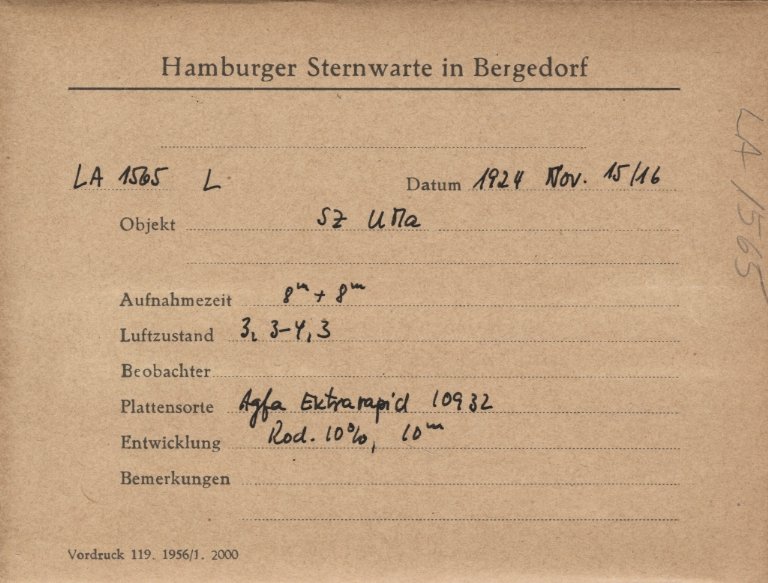 Hamburger Sternwarte in Bergedorf
LA 1565 L Datum 1924 Nov. 15/16
Objekt SZ UMa
Aufnahmezeit 8m + 8m
Luftzustand 3, 3-4, 3
Beobachter
Plattensorte Agfa Extrarapid 10932
Entwicklung Rod. 10%, 10m
Bemerkungen
Vordruck 119. 1956/1. 2000
LA 1565